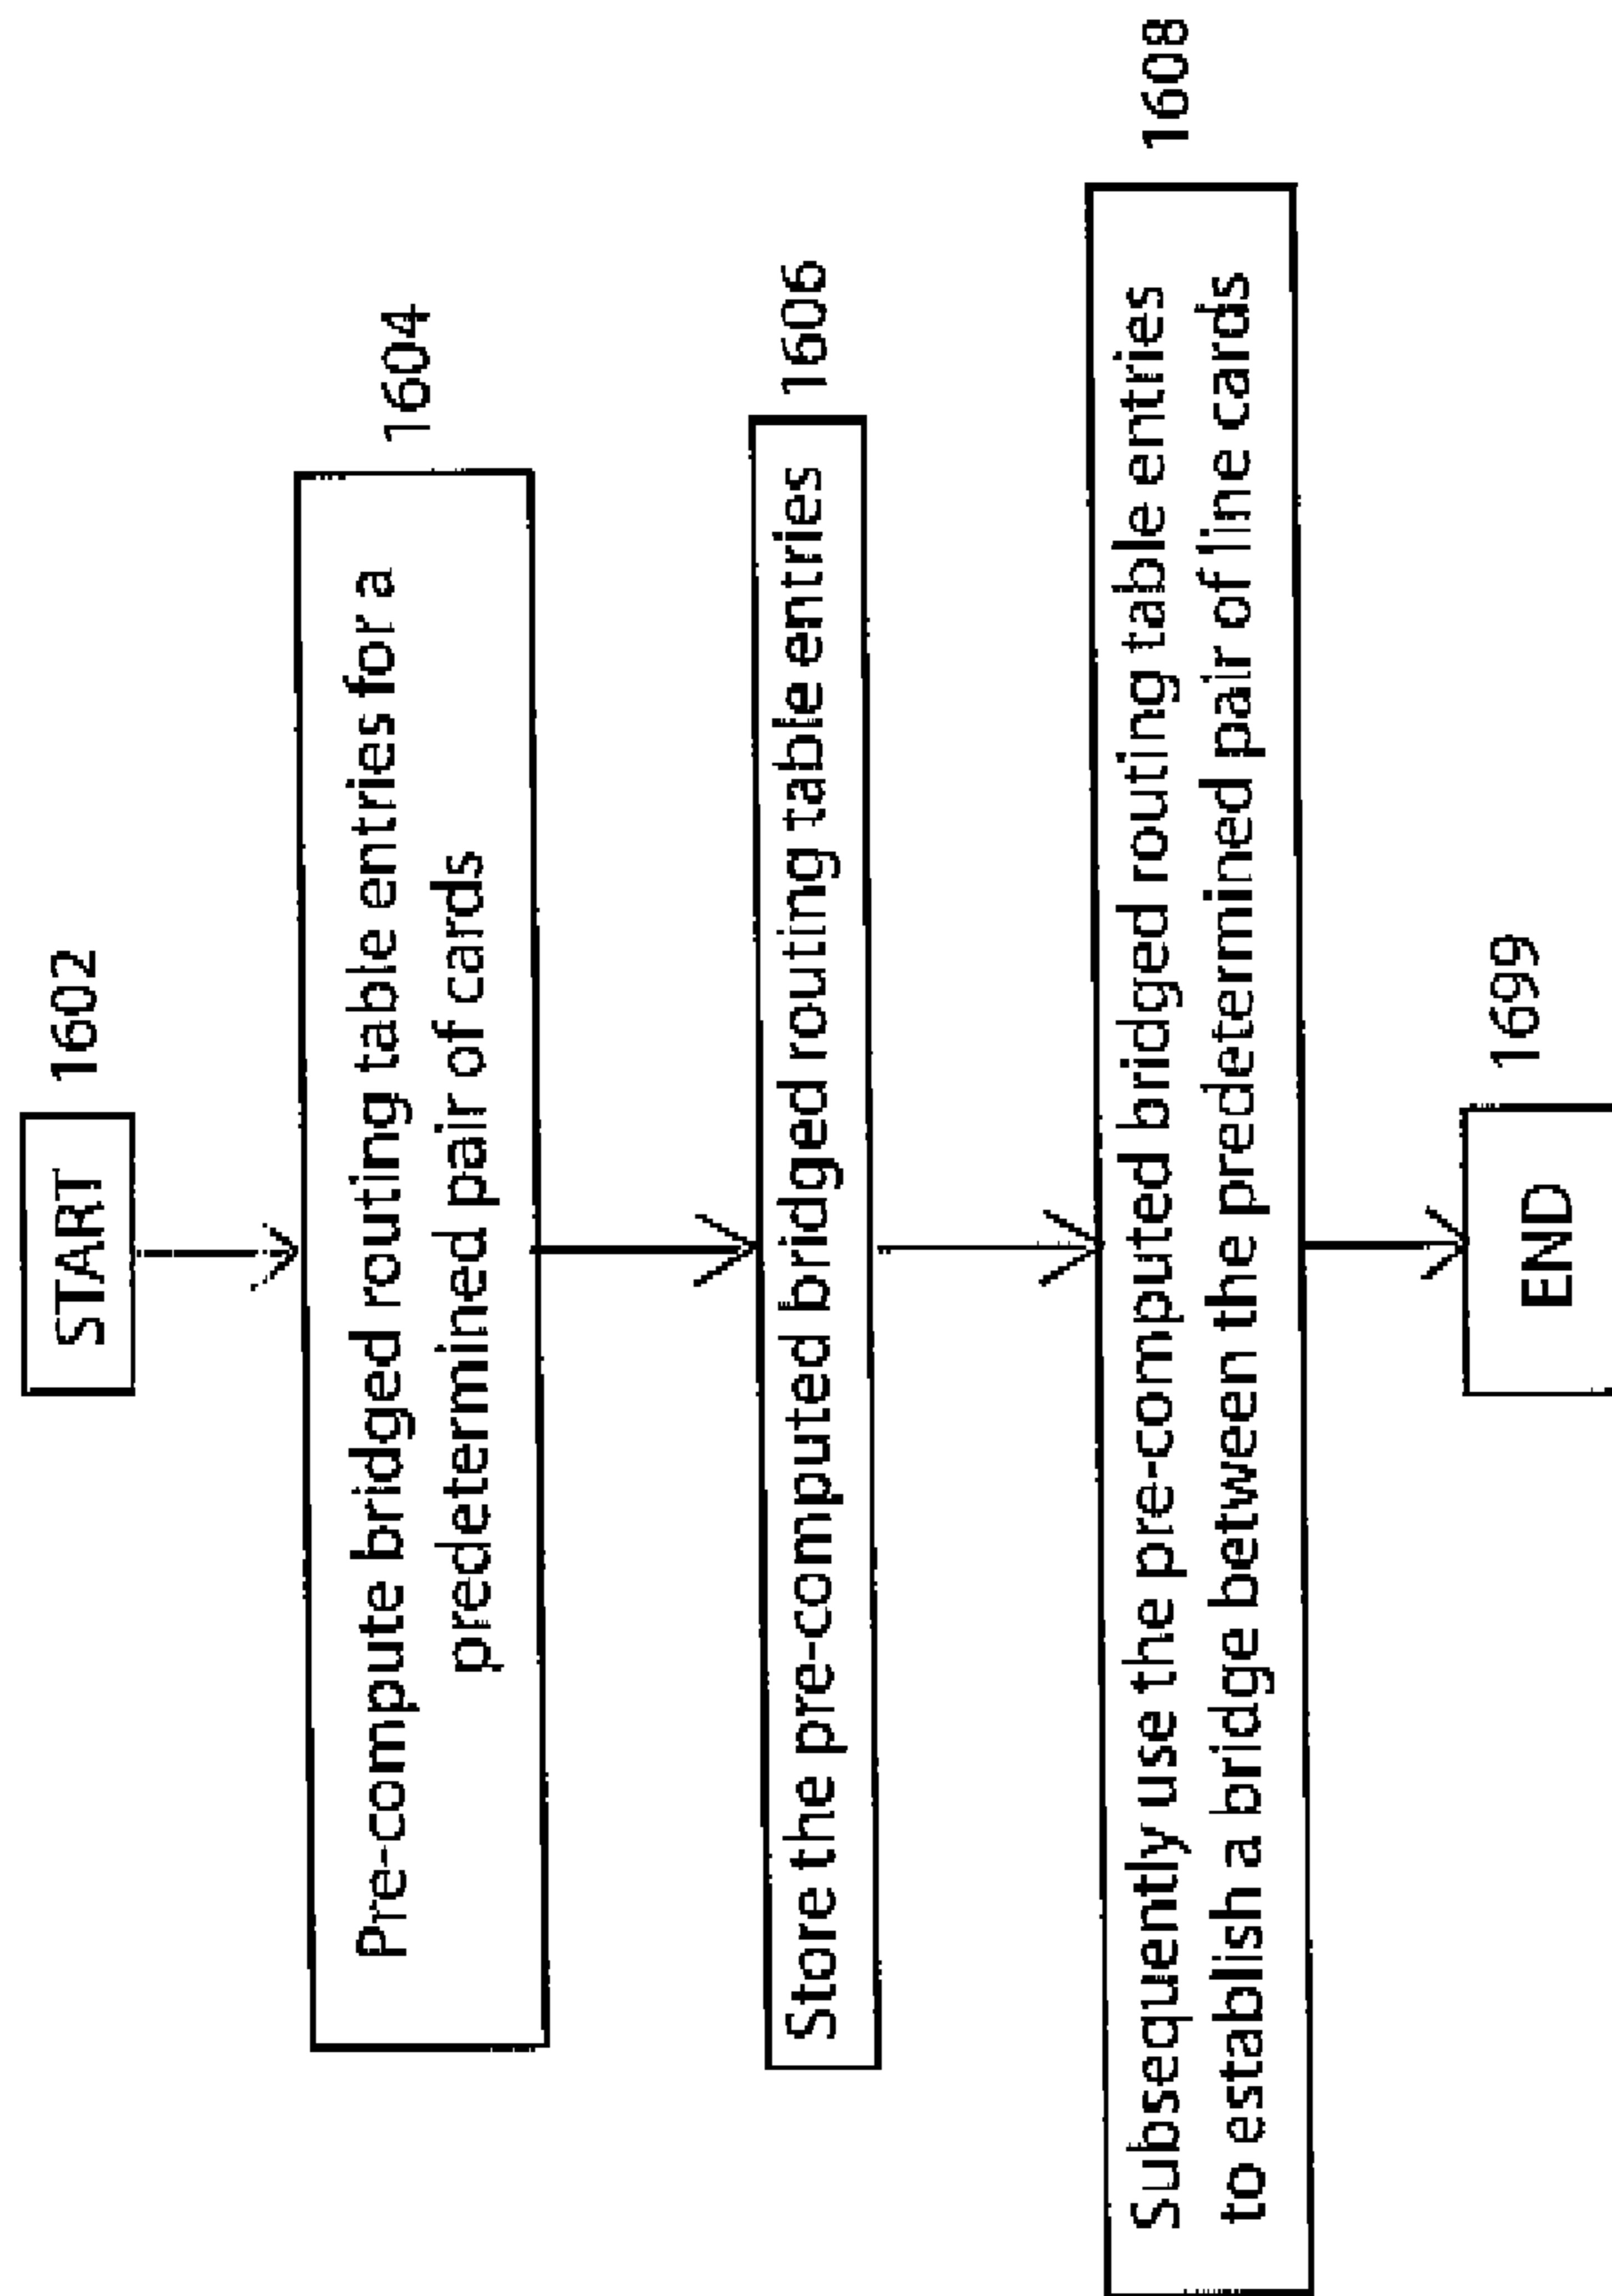 START
1602
Pre-compute bridged routing table entries for a
predetermined pair of cards
1604
Store the pre-computed bridged routing table entries
1606
Subsequently use the pre-computed bridged routing table entries
to establish a bridge between the predetermined pair of line cards
1608
END
1699